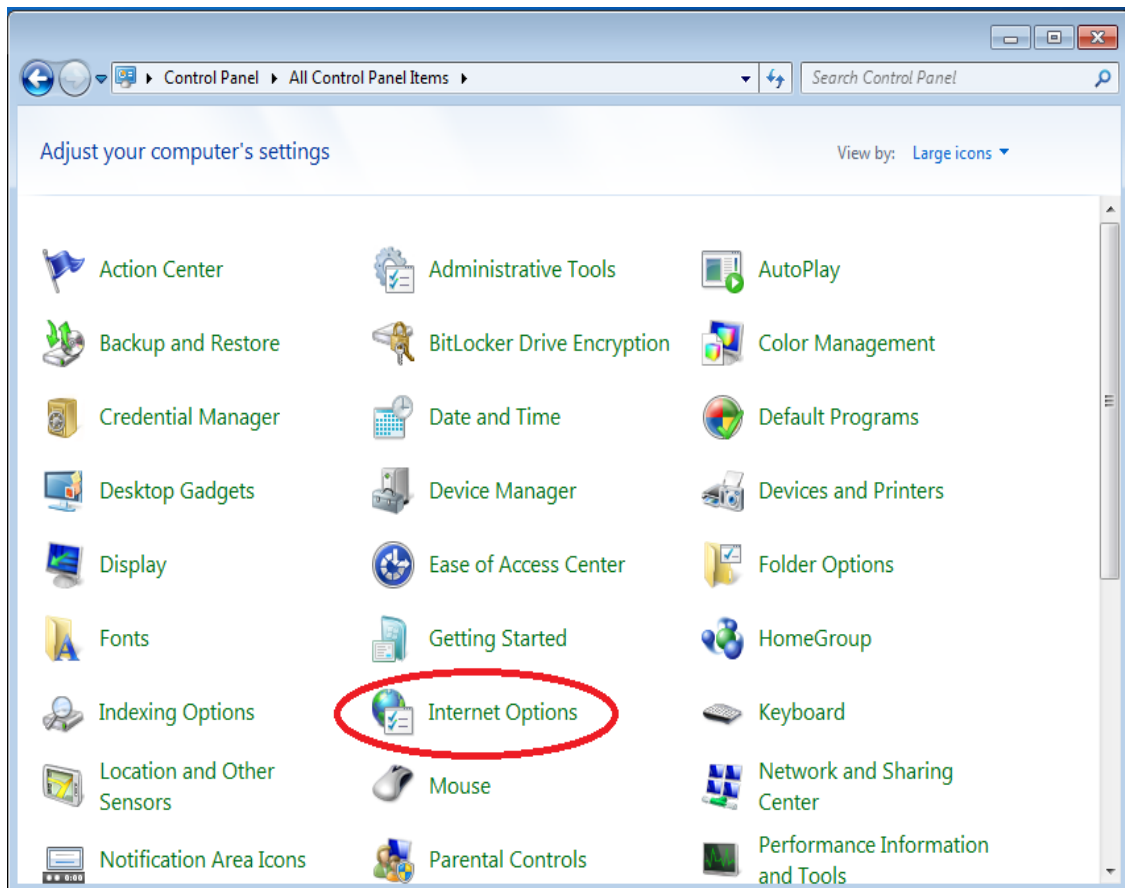 Control Panel All Control Panel Items Search Control Panel
Adjust your computer's settings View by: Large icons
Action Center Administrative Tools AutoPlay
Backup and Restore BitLocker Drive Encryption Color Management
Credential Manager Date and Time Default Programs
Desktop Gadgets Device Manager Devices and Printers
Display Ease of Access Center Folder Options
Fonts Getting Started HomeGroup
Indexing Options Internet Options Keyboard
Location and Other Sensors Mouse Network and Sharing Center
Notification Area Icons Parental Controls Performance Information and Tools